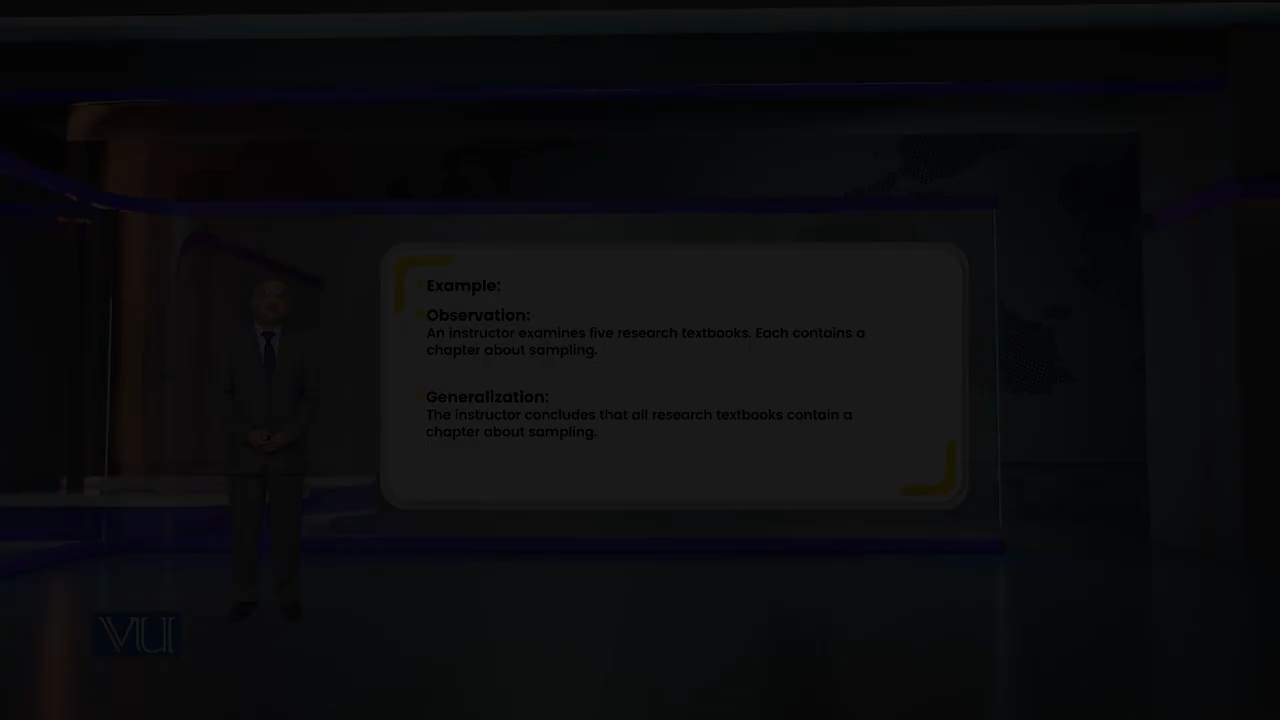 Example:
Observation:
An instructor examines five research textbooks. Each contains a
chapter about sampling.
Generalization:
The instructor concludes that all research textbooks contain a
chapter about sampling.
VU